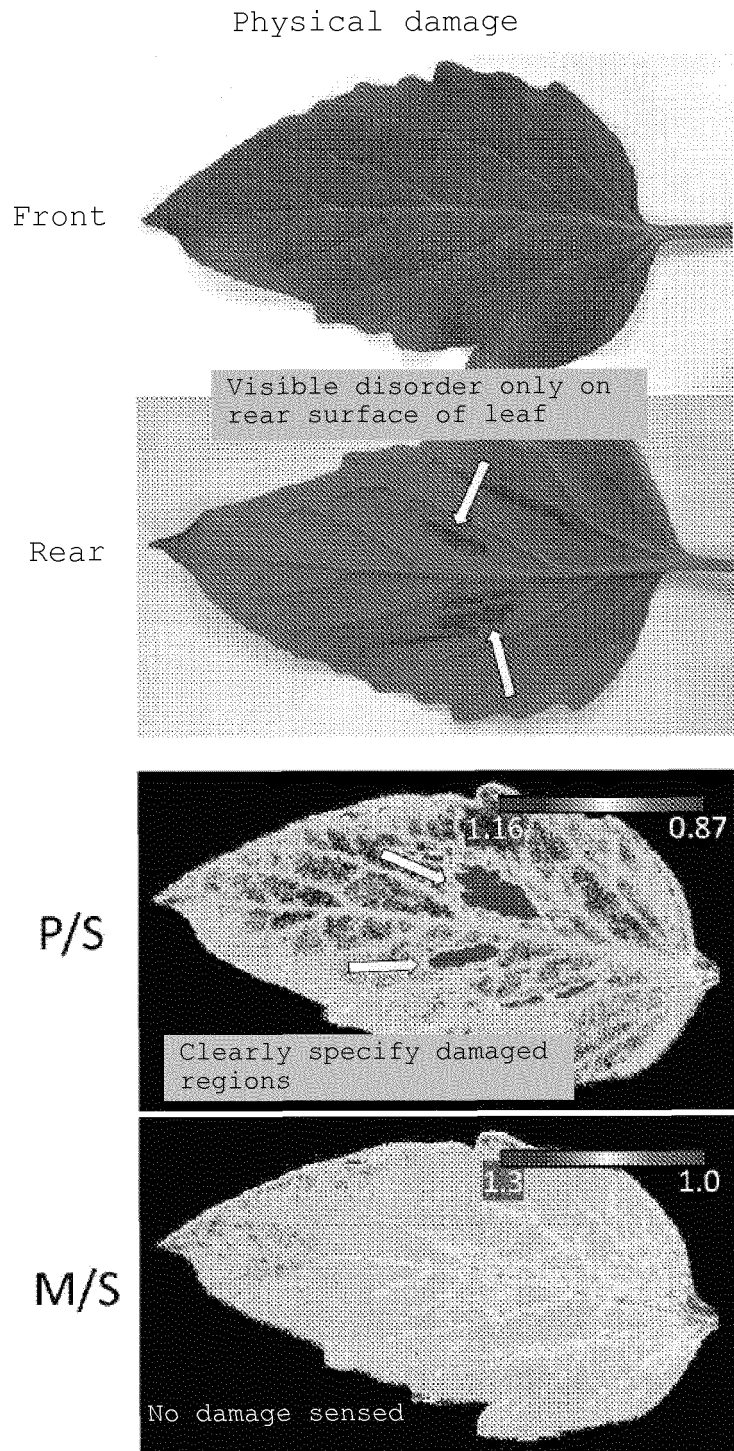 Physical damage
Front
Visible disorder only on
rear surface of leaf
Rear
1.16
0.87
P/S
Clearly specify damaged
regions
1.3
1.0
M/S
No damage sensed